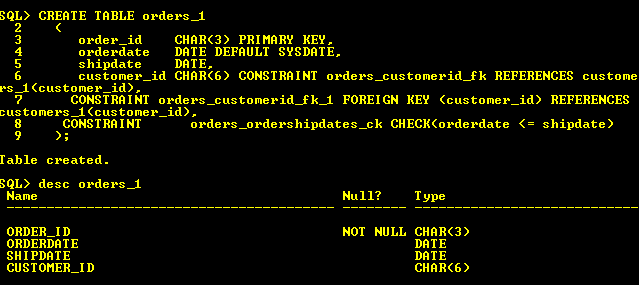 SQL> CREATE TABLE orders_1
2 (
3 order_id CHAR(3) PRIMARY KEY,
4 orderdate DATE DEFAULT SYSDATE,
5 shipdate DATE,
6 customer_id CHAR(6) CONSTRAINT orders_customerid_fk REFERENCES custome
rs_1(customer_id),
7 CONSTRAINT orders_customerid_fk_1 FOREIGN KEY (customer_id) REFERENCES
customers_1(customer_id),
8 CONSTRAINT orders_ordershipdates_ck CHECK(orderdate <= shipdate)
9 );
Table created.
SQL> desc orders_1
Name Null? Type
----------------------------------------- -------- ----------------------------
ORDER_ID NOT NULL CHAR(3)
ORDERDATE DATE
SHIPDATE DATE
CUSTOMER_ID CHAR(6)